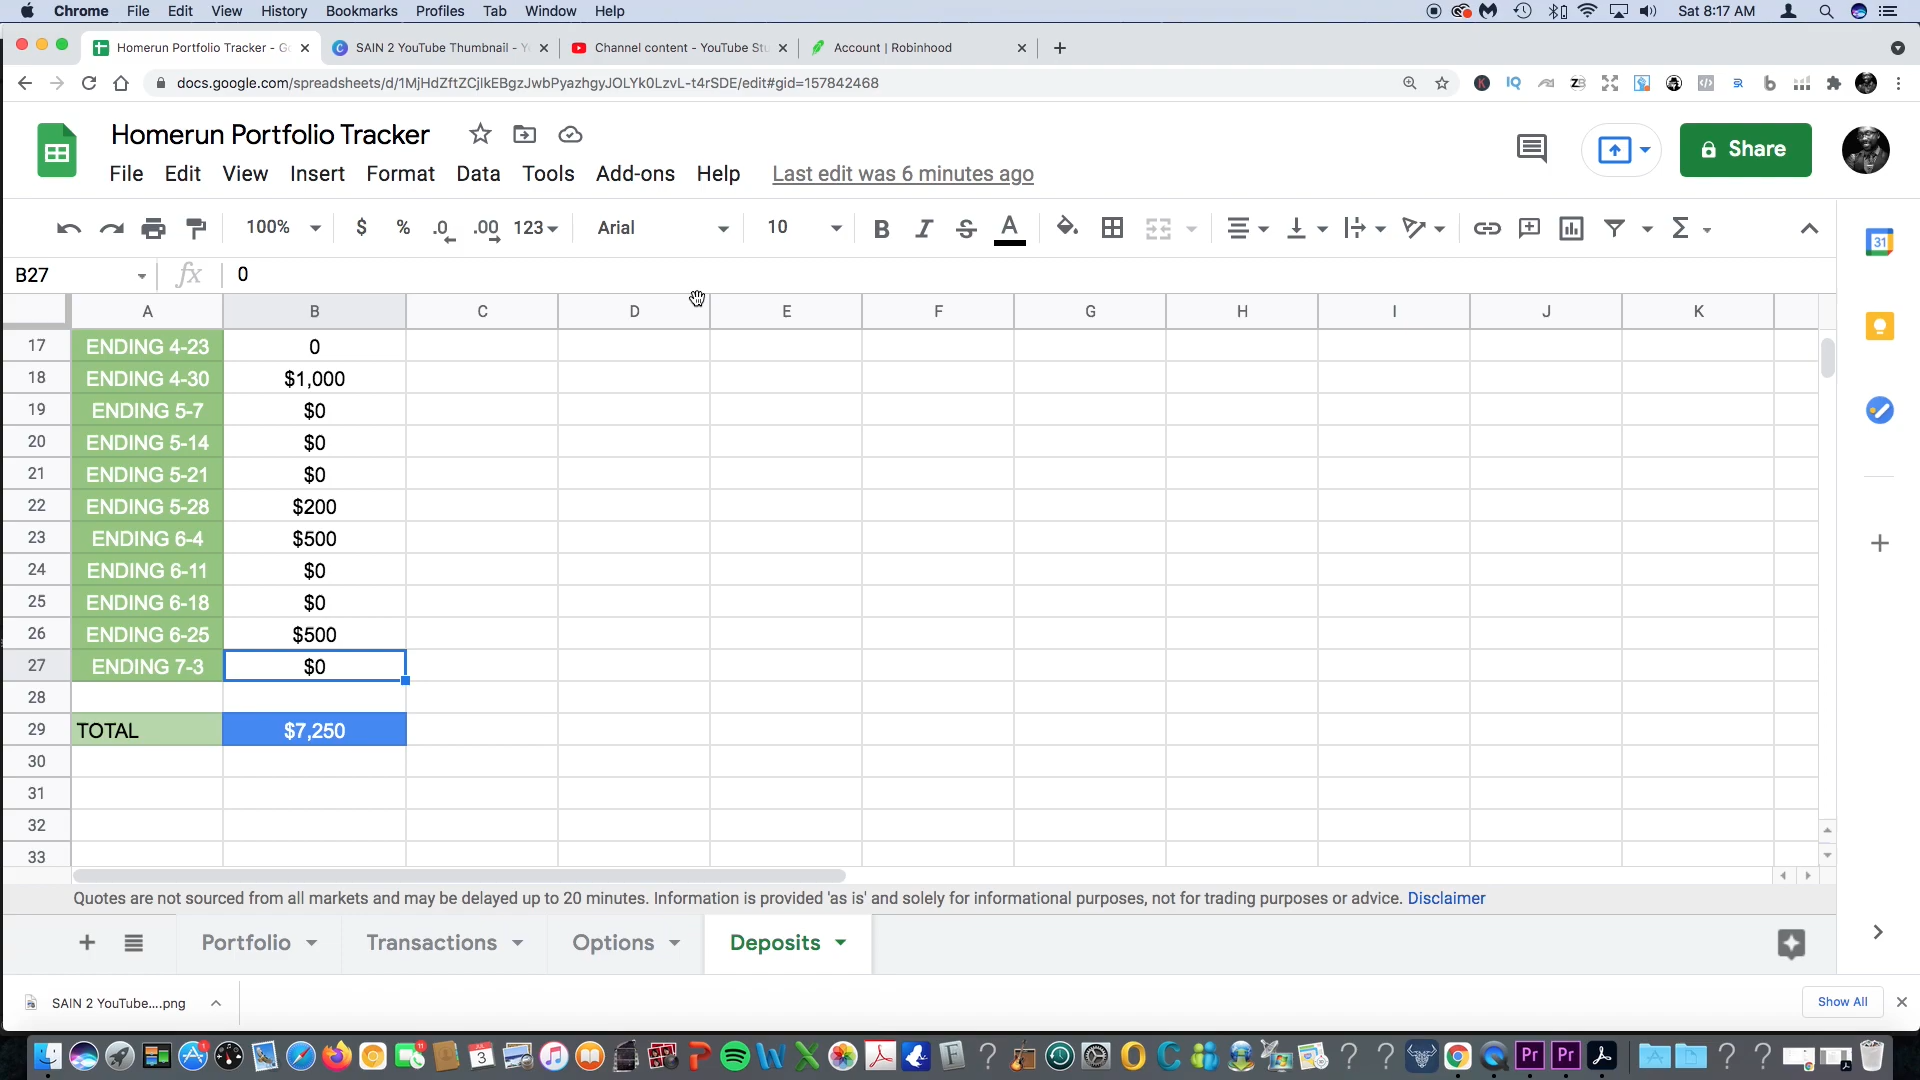 Chrome File Edit View History Bookmarks Profiles Tab Window Help Sat 8:17 AM
Homerun Portfolio Tracker - Go SAIN 2 YouTube Thumbnail - Y Channel content - YouTube Stu Account | Robinhood
docs.google.com/spreadsheets/d/1MjHdZftZCjlkEBgzJwbPyazhgyJOLYk0LzvL-t4rSDE/edit#gid=157842468
Homerun Portfolio Tracker
Share
File Edit View Insert Format Data Tools Add-ons Help Last edit was 6 minutes ago
100% $ % .0 .00 123 Arial 10 B I S A
31
B27 fx 0
A B C D E F G H I J K
17 ENDING 4-23 0
18 ENDING 4-30 $1,000
19 ENDING 5-7 $0
20 ENDING 5-14 $0
21 ENDING 5-21 $0
22 ENDING 5-28 $200
23 ENDING 6-4 $500
24 ENDING 6-11 $0
25 ENDING 6-18 $0
26 ENDING 6-25 $500
27 ENDING 7-3 $0
28
29 TOTAL $7,250
30
31
32
33
Quotes are not sourced from all markets and may be delayed up to 20 minutes. Information is provided 'as is' and solely for informational purposes, not for trading purposes or advice. Disclaimer
Portfolio Transactions Options Deposits
SAIN 2 YouTube....png Show All